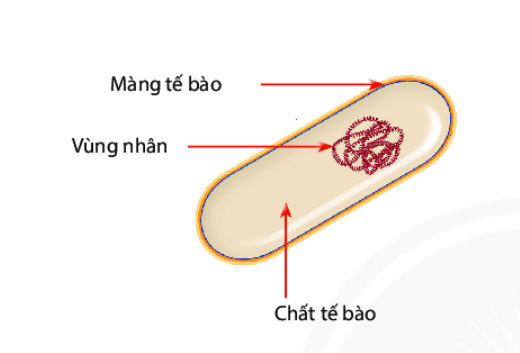 Màng tế bào
Vùng nhân
Chất tế bào